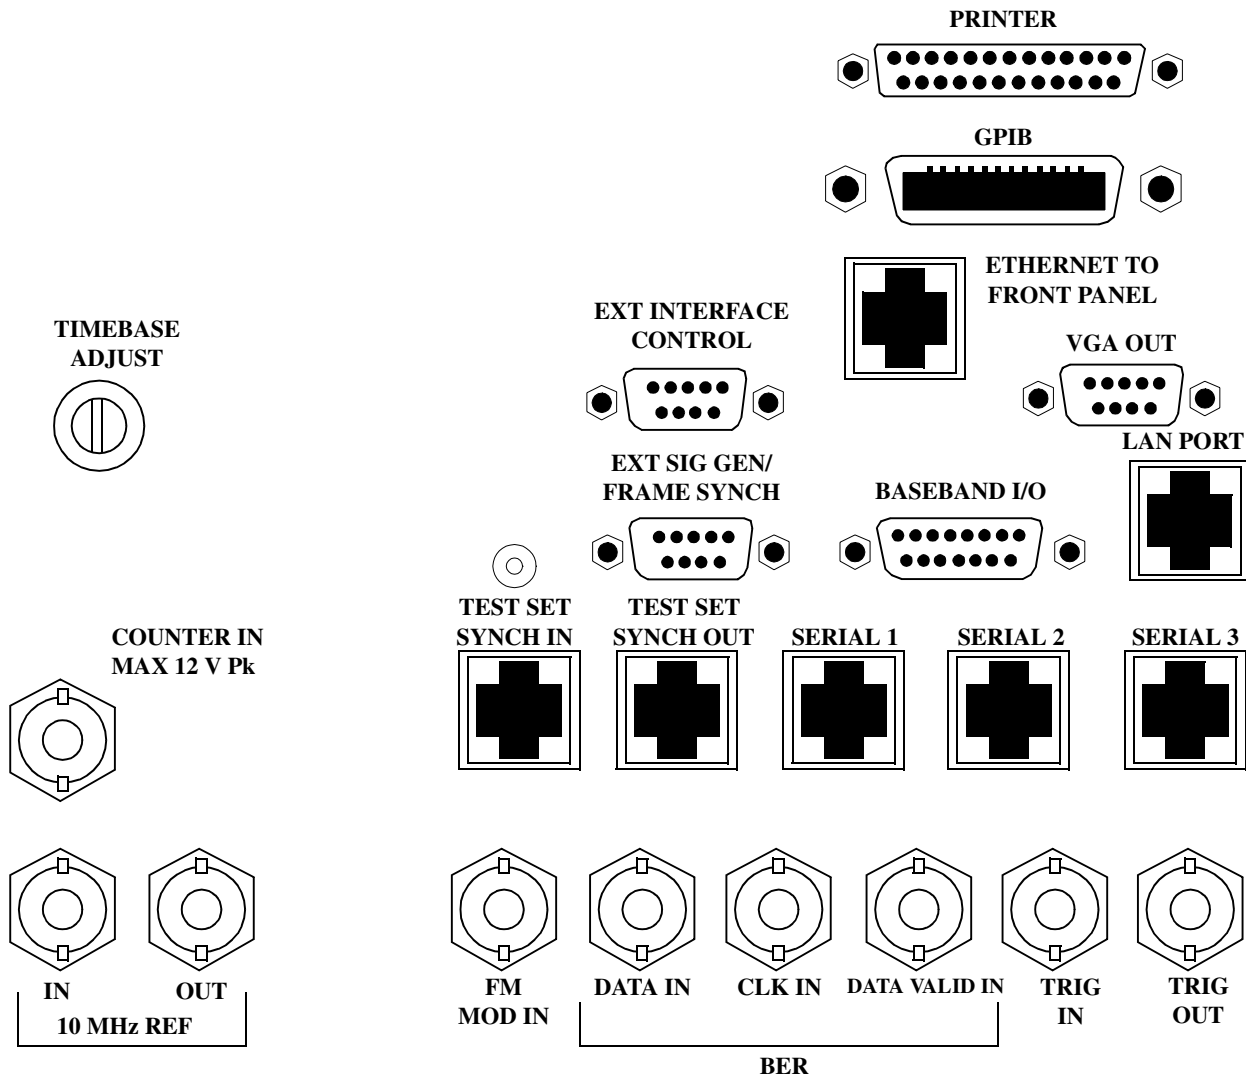 PRINTER
GPIB
ETHERNET TO
FRONT PANEL
EXT INTERFACE
CONTROL
TIMEBASE
ADJUST
VGA OUT
LAN PORT
EXT SIG GEN/
FRAME SYNCH
BASEBAND I/O
COUNTER IN
MAX 12 V Pk
TEST SET
SYNCH IN
TEST SET
SYNCH OUT
SERIAL 1
SERIAL 2
SERIAL 3
IN
OUT
10 MHz REF
FM
MOD IN
DATA IN
CLK IN
DATA VALID IN
BER
TRIG
IN
TRIG
OUT